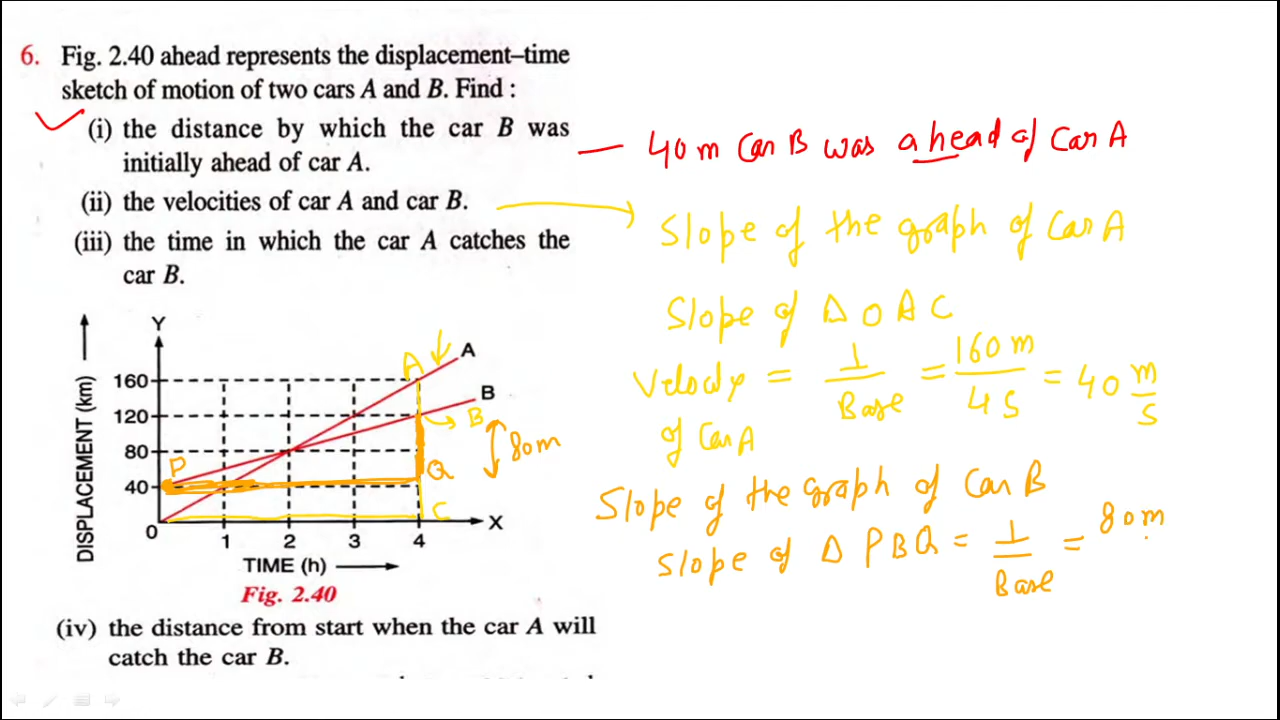 6. Fig. 2.40 ahead represents the displacement–time
sketch of motion of two cars A and B. Find :
(i) the distance by which the car B was
initially ahead of car A.
(ii) the velocities of car A and car B.
(iii) the time in which the car A catches the
car B.
Y
A
B
160
120
80
40
0
1
2
3
4
X
DISPLACEMENT (km)
TIME (h)
Fig. 2.40
(iv) the distance from start when the car A will
catch the car B.
A
B
80m
P
Q
C
40m Car B was ahead of Car A
Slope of the graph of Car A
Slope of Δ OAC
Velocity = ⊥/Base = 160 m/4 S = 40 m/s
of Car A
Slope of the graph of Car B
Slope of Δ PBQ = ⊥/Base = 80m